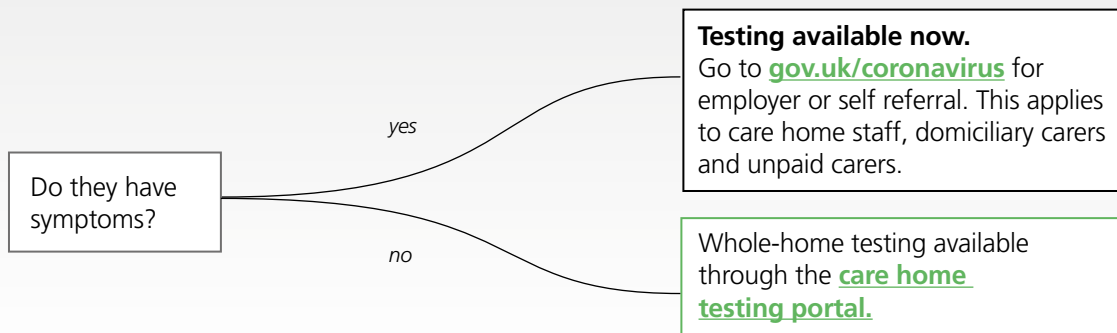 Testing available now.
Go to gov.uk/coronavirus for
employer or self referral. This applies
to care home staff, domiciliary carers
and unpaid carers.
yes
Do they have
symptoms?
no
Whole-home testing available
through the care home
testing portal.